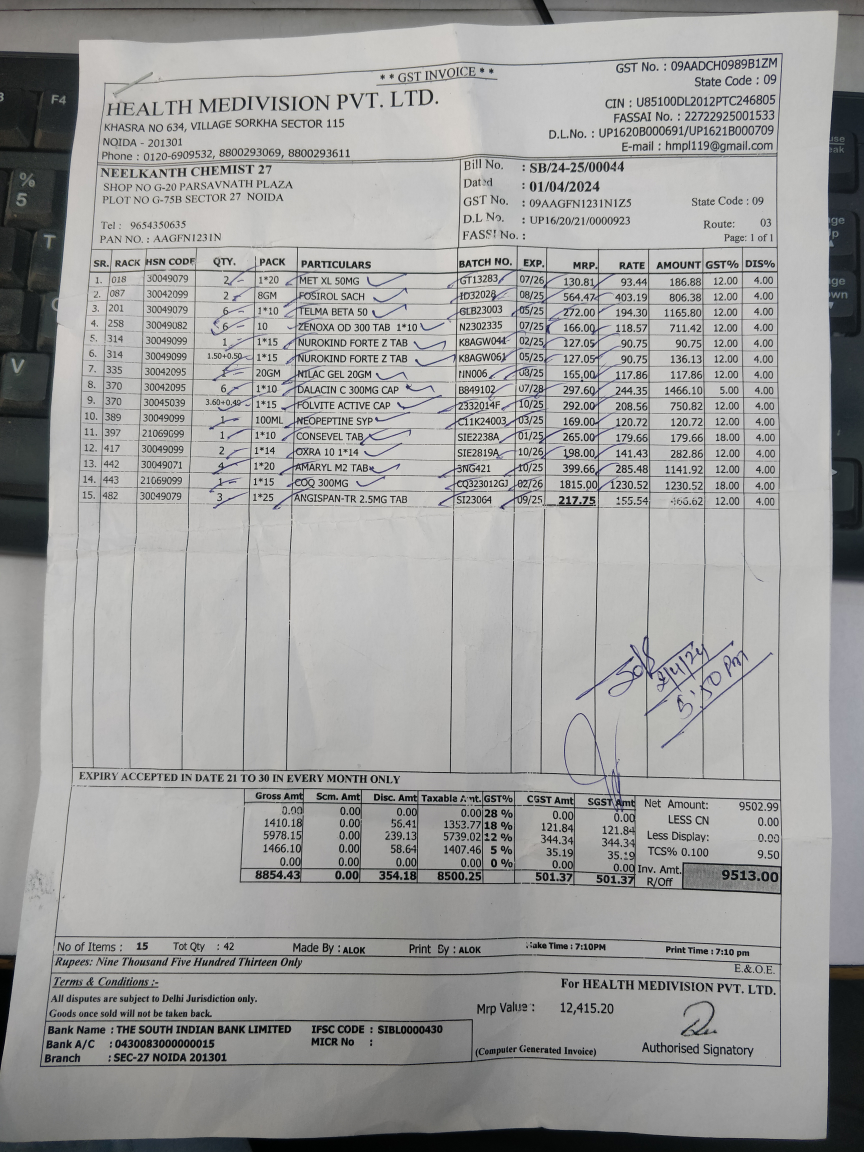 ** GST INVOICE **
GST No. : 09AADCH0989B1ZM
State Code : 09
HEALTH MEDIVISION PVT. LTD.
CIN : U85100DL2012PTC246805
KHASRA NO 634, VILLAGE SORKHA SECTOR 115
FASSAI No. : 22722925001533
NOIDA - 201301
D.L.No. : UP1620B000691/UP1621B000709
Phone : 0120-6909532, 8800293069, 8800293611
E-mail : hmpl119@gmail.com
NEELKANTH CHEMIST 27
SHOP NO G-20 PARSAVNATH PLAZA
PLOT NO G-75B SECTOR 27 NOIDA
Tel : 9654350635
PAN NO. : AAGFN1231N
Bill No. : SB/24-25/00044
Dated : 01/04/2024
GST No. : 09AAGFN1231N1Z5 State Code : 09
D.L No. : UP16/20/21/0000923
Route: 03
FASSI No. : Page: 1 of 1
SR. RACK HSN CODE QTY. PACK PARTICULARS BATCH NO. EXP. MRP. RATE AMOUNT GST% DIS%
1. 018 30049079 2 1*20 MET XL 50MG GT13283 07/26 130.81 93.44 186.88 12.00 4.00
2. 087 30042099 2 8GM FOSIROL SACH ID32028 08/25 564.47 403.19 806.38 12.00 4.00
3. 201 30049079 6 1*10 TELMA BETA 50 GLB23003 05/25 272.00 194.30 1165.80 12.00 4.00
4. 258 30049082 6 10 ZENOXA OD 300 TAB 1*10 N2302335 07/25 166.00 118.57 711.42 12.00 4.00
5. 314 30049099 1 1*15 NUROKIND FORTE Z TAB 02/25 127.05 90.75 90.75 12.00 4.00
6. 314 30049099 1.50+0.50 1*15 NUROKIND FORTE Z TAB K8AGW061 05/25 127.05 90.75 136.13 12.00 4.00
7. 335 30042095 1 20GM NILAC GEL 20GM NN006 08/25 165.00 117.86 117.86 12.00 4.00
8. 370 30042095 6 1*10 DALACIN C 300MG CAP B849102 07/28 297.60 244.35 1466.10 5.00 4.00
9. 370 30045039 3.60+0.40 1*15 FOLVITE ACTIVE CAP 2332014F 10/25 292.00 208.56 750.82 12.00 4.00
10. 389 30049099 1 100ML NEOPEPTINE SYP C11K24003 03/25 169.00 120.72 120.72 12.00 4.00
11. 397 21069099 1 1*10 CONSEVEL TAB SIE2238A 01/25 265.00 179.66 179.66 18.00 4.00
12. 417 30049099 2 1*14 OXRA 10 1*14 SIE2819A 10/26 198.00 141.43 282.86 12.00 4.00
13. 442 30049071 4 1*20 AMARYL M2 TAB 3NG421 10/25 399.66 285.48 1141.92 12.00 4.00
14. 443 21069099 1 1*15 COQ 300MG CQ323012GJ 02/26 1815.00 1230.52 1230.52 18.00 4.00
15. 482 30049079 3 1*25 ANGISPAN-TR 2.5MG TAB SI23064 09/25 217.75 155.54 466.62 12.00 4.00
2/4/24
5:50 Pm
EXPIRY ACCEPTED IN DATE 21 TO 30 IN EVERY MONTH ONLY
Gross Amt Scm. Amt Disc. Amt Taxable Amt. GST% CGST Amt SGST Amt
0.00 0.00 0.00 0.00 28 % 0.00 0.00
1410.18 0.00 56.41 1353.77 18 % 121.84 121.84
5978.15 0.00 239.13 5739.02 12 % 344.34 344.34
1466.10 0.00 58.64 1407.46 5 % 35.19 35.19
0.00 0.00 0.00 0.00 0 % 0.00 0.00
8854.43 0.00 354.18 8500.25 501.37 501.37
Net Amount: 9502.99
LESS CN 0.00
Less Display: 0.00
TCS% 0.100 9.50
Inv. Amt. R/Off 9513.00
No of Items : 15 Tot Qty : 42 Made By : ALOK Print By : ALOK Make Time : 7:10PM Print Time : 7:10 pm
Rupees: Nine Thousand Five Hundred Thirteen Only
E.& O.E.
Terms & Conditions :-
All disputes are subject to Delhi Jurisdiction only.
Goods once sold will not be taken back.
For HEALTH MEDIVISION PVT. LTD.
Mrp Value : 12,415.20
Bank Name : THE SOUTH INDIAN BANK LIMITED IFSC CODE : SIBL0000430
Bank A/C : 0430083000000015 MICR No :
Branch : SEC-27 NOIDA 201301
(Computer Generated Invoice)
Authorised Signatory
% 5
F4
T
V